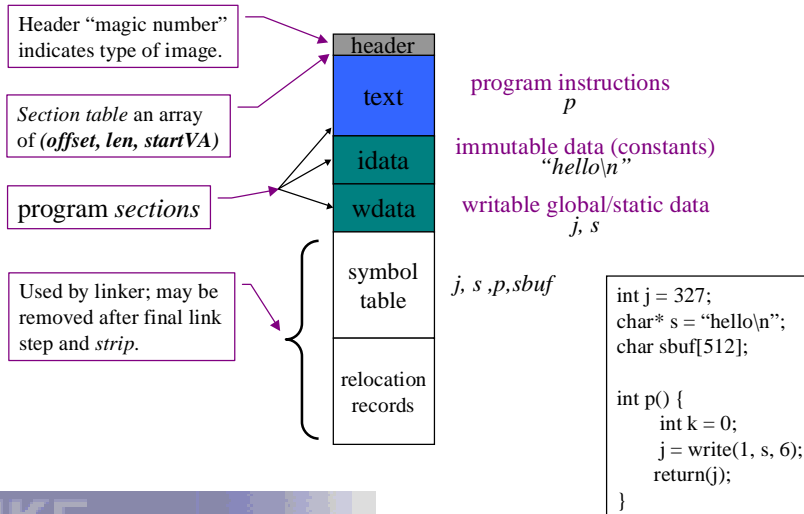 Header “magic number”
indicates type of image.
header
Section table an array
of (offset, len, startVA)
text
program instructions
p
idata
immutable data (constants)
“hello\n”
program sections
wdata
writable global/static data
j, s
symbol
table
j, s ,p,sbuf
Used by linker; may be
removed after final link
step and strip.
relocation
records
int j = 327;
char* s = “hello\n”;
char sbuf[512];
int p() {
int k = 0;
j = write(1, s, 6);
return(j);
}